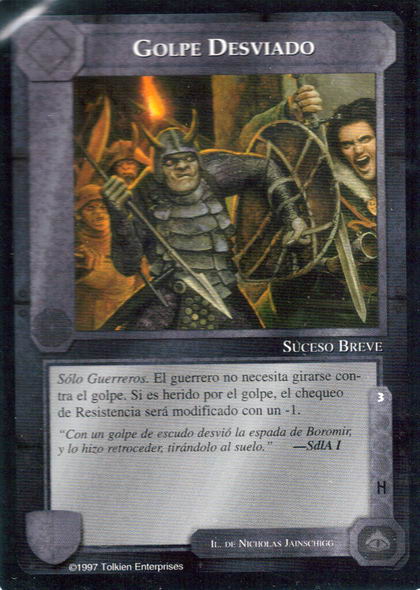 GOLPE DESVIADO
SUCESO BREVE
Sólo Guerreros. El guerrero no necesita girarse con-
tra el golpe. Si es herido por el golpe, el chequeo
de Resistencia será modificado con un -1.
"Con un golpe de escudo desvió la espada de Boromir,
y lo hizo retroceder, tirándolo al suelo." —SdlA I
3
H
IL. DE NICHOLAS JAINSCHIGG
©1997 Tolkien Enterprises